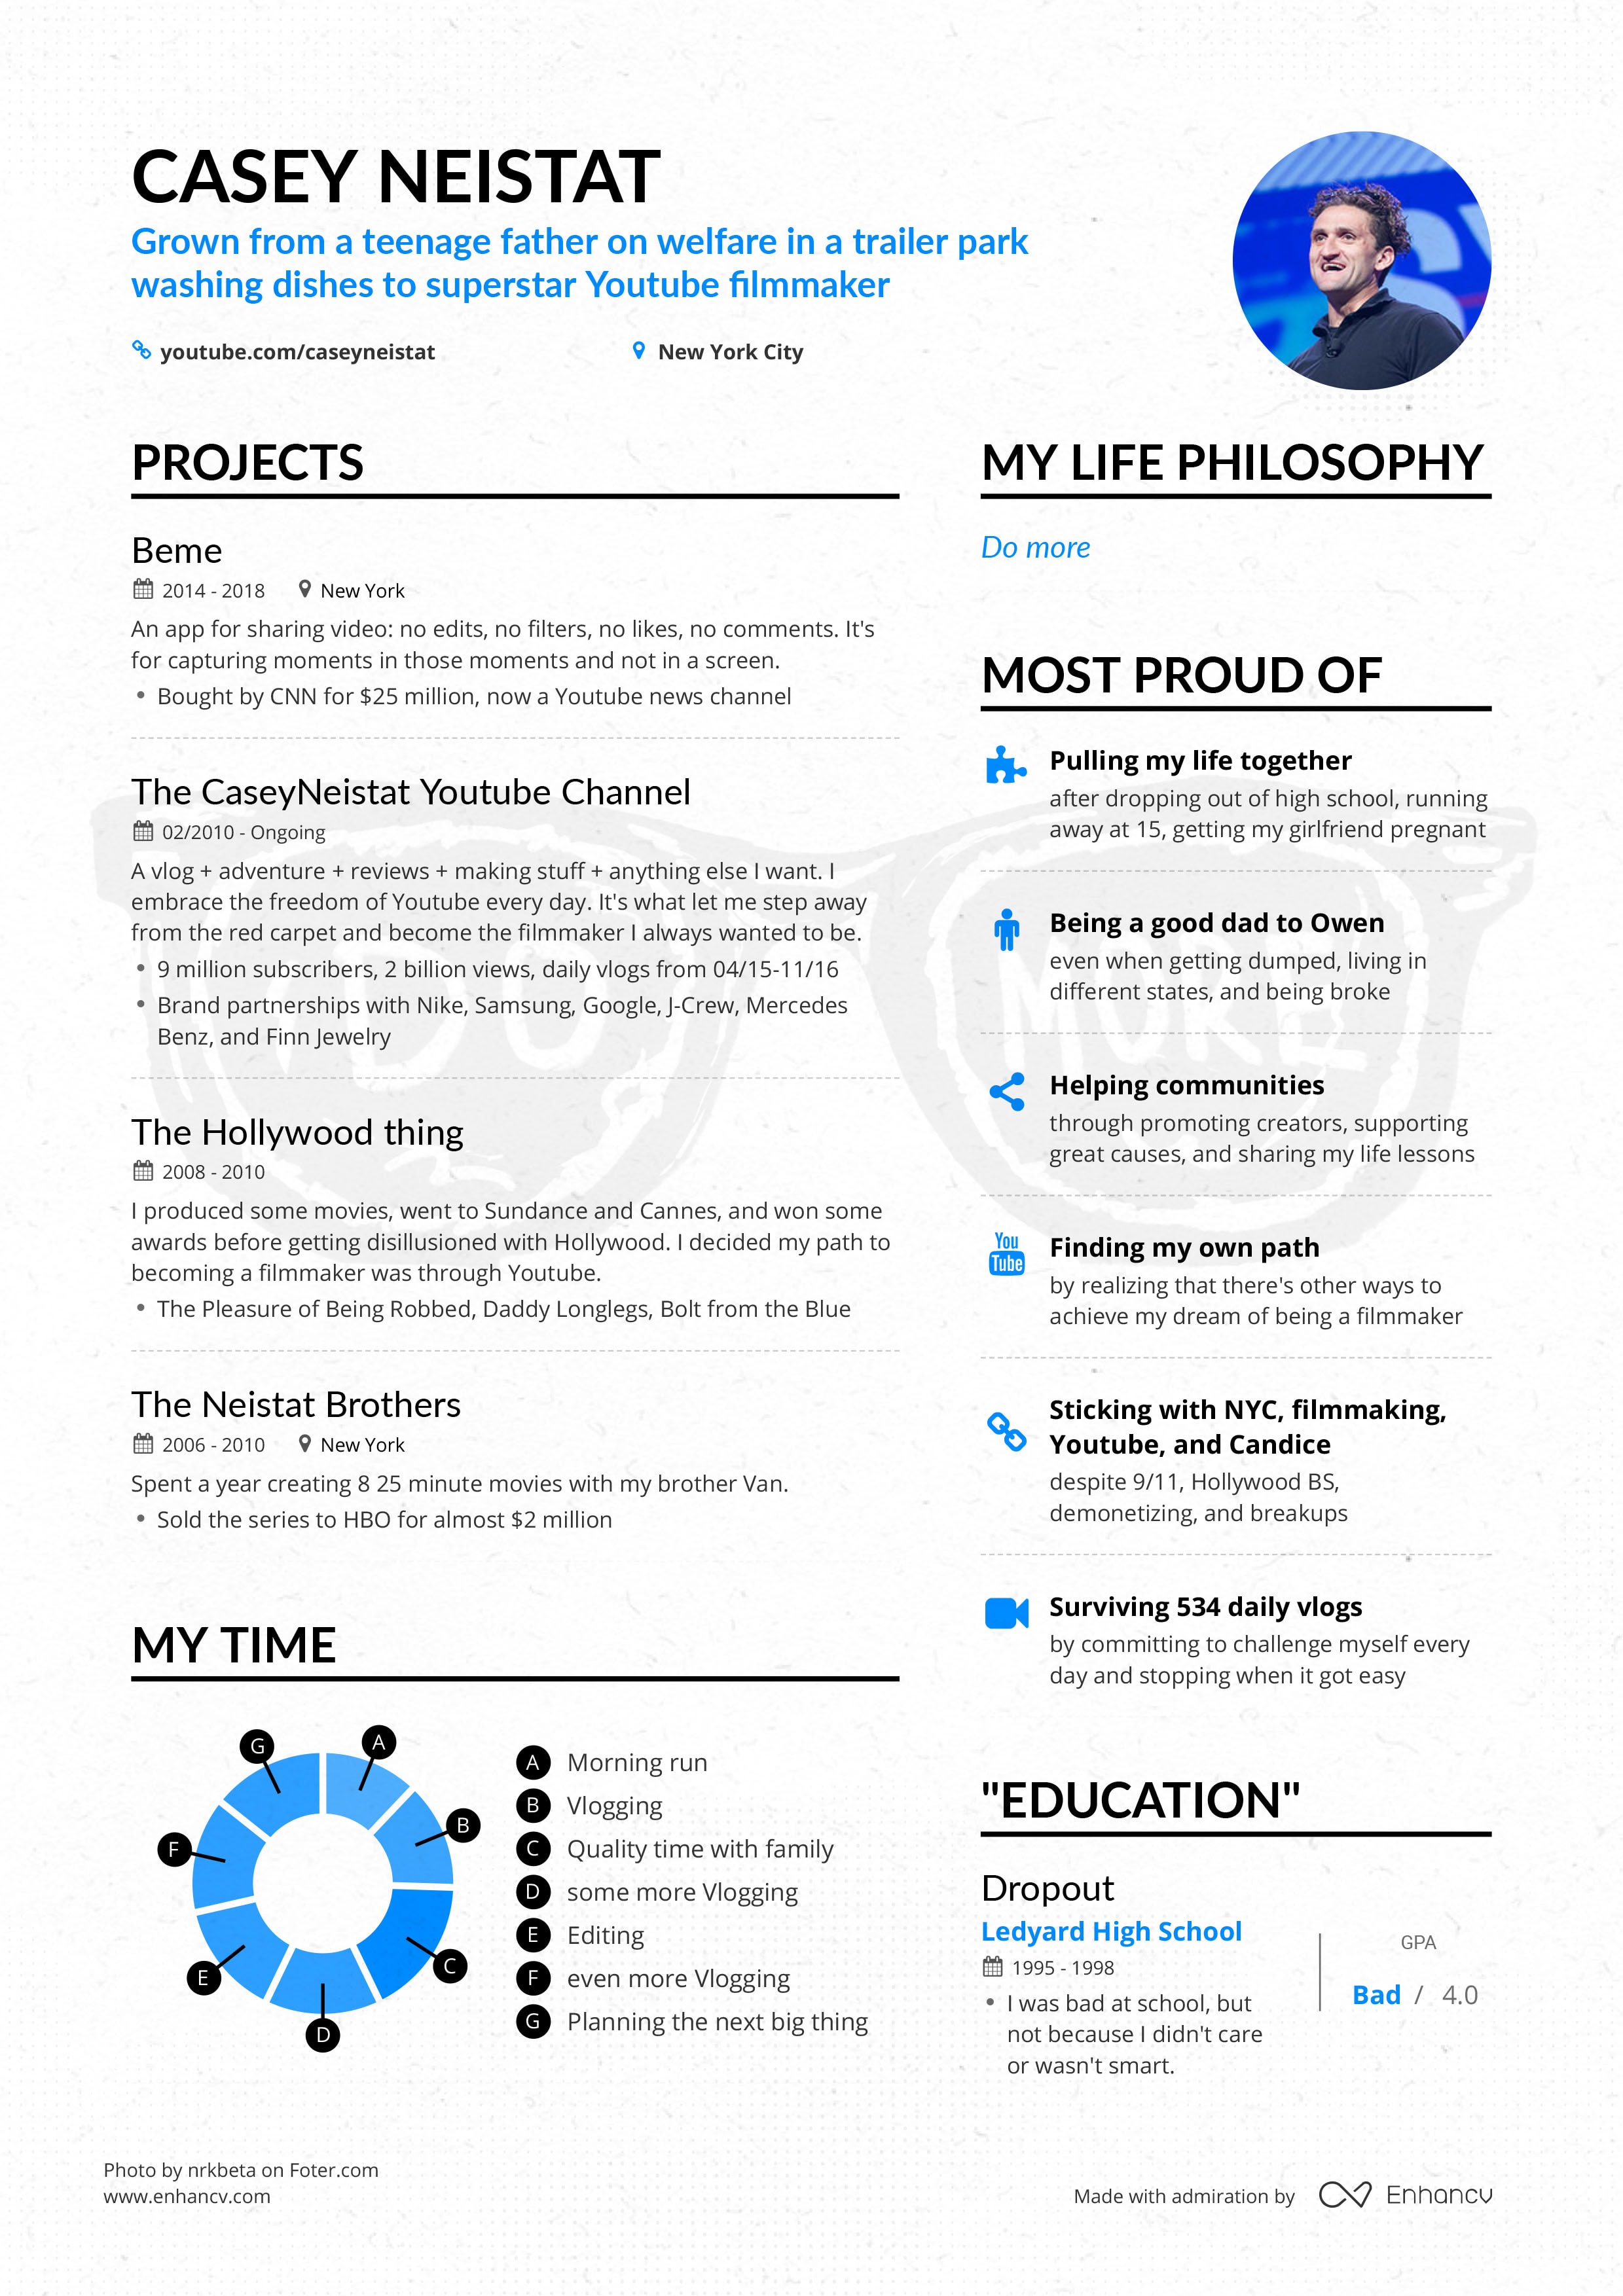 CASEY NEISTAT
Grown from a teenage father on welfare in a trailer park
washing dishes to superstar Youtube filmmaker
youtube.com/caseyneistat
New York City
PROJECTS
Beme
2014 - 2018
New York
An app for sharing video: no edits, no filters, no likes, no comments. It's
for capturing moments in those moments and not in a screen.
• Bought by CNN for $25 million, now a Youtube news channel
The CaseyNeistat Youtube Channel
02/2010 - Ongoing
A vlog + adventure + reviews + making stuff + anything else I want. I
embrace the freedom of Youtube every day. It's what let me step away
from the red carpet and become the filmmaker I always wanted to be.
• 9 million subscribers, 2 billion views, daily vlogs from 04/15-11/16
• Brand partnerships with Nike, Samsung, Google, J-Crew, Mercedes
Benz, and Finn Jewelry
The Hollywood thing
2008 - 2010
I produced some movies, went to Sundance and Cannes, and won some
awards before getting disillusioned with Hollywood. I decided my path to
becoming a filmmaker was through Youtube.
• The Pleasure of Being Robbed, Daddy Longlegs, Bolt from the Blue
The Neistat Brothers
2006 - 2010
New York
Spent a year creating 8 25 minute movies with my brother Van.
• Sold the series to HBO for almost $2 million
MY TIME
G
A
B
F
C
E
D
A Morning run
B Vlogging
C Quality time with family
D some more Vlogging
E Editing
F even more Vlogging
G Planning the next big thing
MY LIFE PHILOSOPHY
Do more
MOST PROUD OF
Pulling my life together
after dropping out of high school, running
away at 15, getting my girlfriend pregnant
Being a good dad to Owen
even when getting dumped, living in
different states, and being broke
Helping communities
through promoting creators, supporting
great causes, and sharing my life lessons
You
Tube
Finding my own path
by realizing that there's other ways to
achieve my dream of being a filmmaker
Sticking with NYC, filmmaking,
Youtube, and Candice
despite 9/11, Hollywood BS,
demonetizing, and breakups
Surviving 534 daily vlogs
by committing to challenge myself every
day and stopping when it got easy
"EDUCATION"
Dropout
Ledyard High School
1995 - 1998
• I was bad at school, but
not because I didn't care
or wasn't smart.
GPA
Bad / 4.0
DO
MORE
Photo by nrkbeta on Foter.com
www.enhancv.com
Made with admiration by
Enhancv